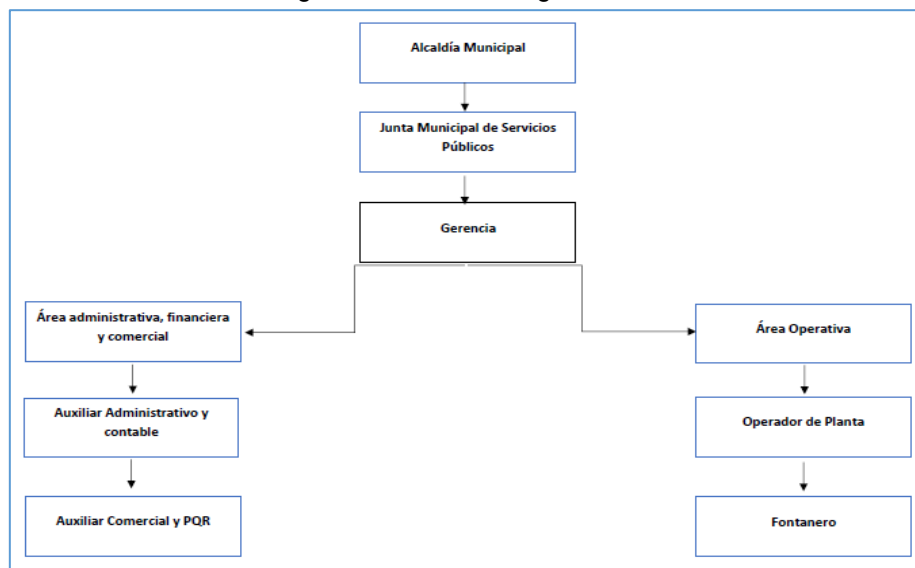 Alcaldía Municipal
Junta Municipal de Servicios
Públicos
Gerencia
Área administrativa, financiera
y comercial
Área Operativa
Auxiliar Administrativo y
contable
Operador de Planta
Auxiliar Comercial y PQR
Fontanero